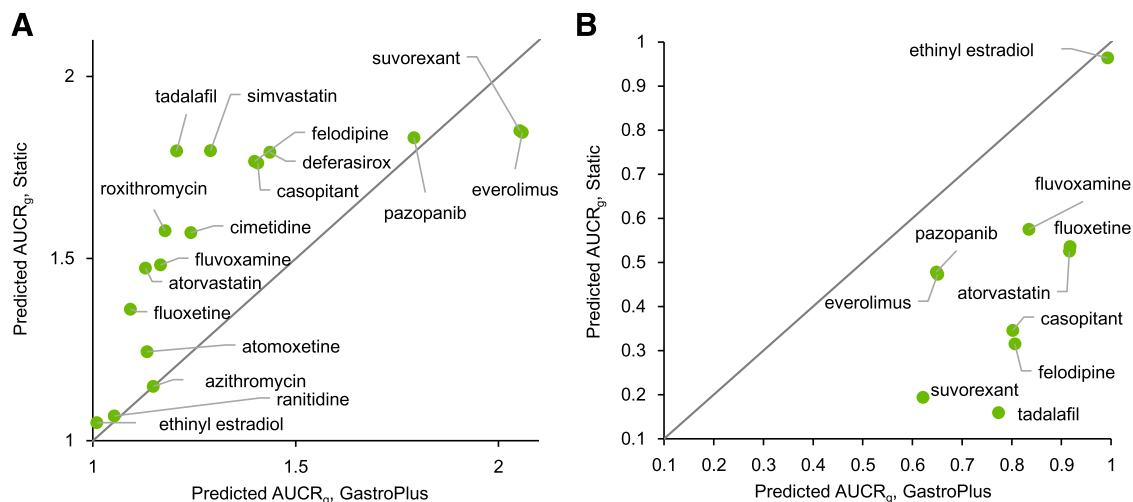 A
2
1.5
1
1
1.5
2
Predicted AUCRg, Static
Predicted AUCRg, GastroPlus
suvorexant
tadalafil
simvastatin
felodipine
deferasirox
casopitant
everolimus
roxithromycin
pazopanib
cimetidine
fluvoxamine
atorvastatin
fluoxetine
atomoxetine
azithromycin
ranitidine
ethinyl estradiol
B
1
0.9
0.8
0.7
0.6
0.5
0.4
0.3
0.2
0.1
0.1
0.2
0.3
0.4
0.5
0.6
0.7
0.8
0.9
1
Predicted AUCRg, Static
Predicted AUCRg, GastroPlus
ethinyl estradiol
fluvoxamine
fluoxetine
pazopanib
atorvastatin
everolimus
casopitant
felodipine
suvorexant
tadalafil